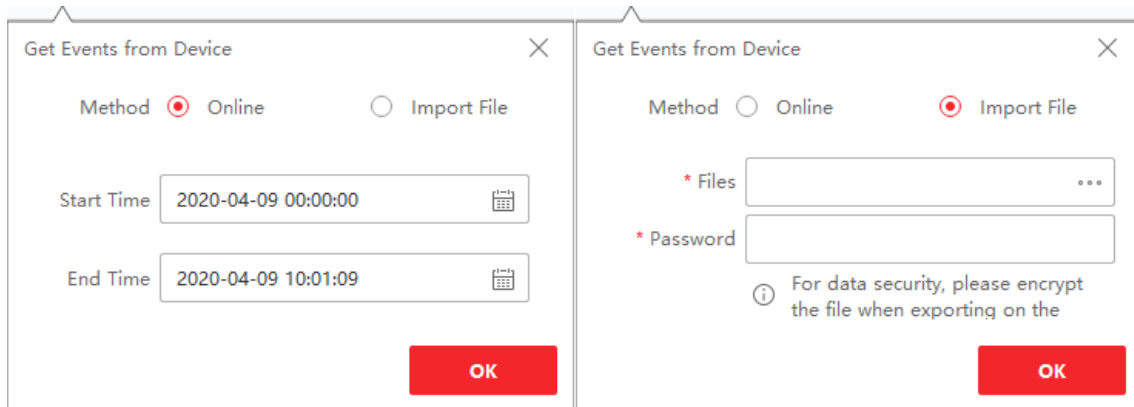 Get Events from Device
Method Online Import File
Start Time 2020-04-09 00:00:00
End Time 2020-04-09 10:01:09
OK
Get Events from Device
Method Online Import File
* Files
* Password
For data security, please encrypt
the file when exporting on the
OK